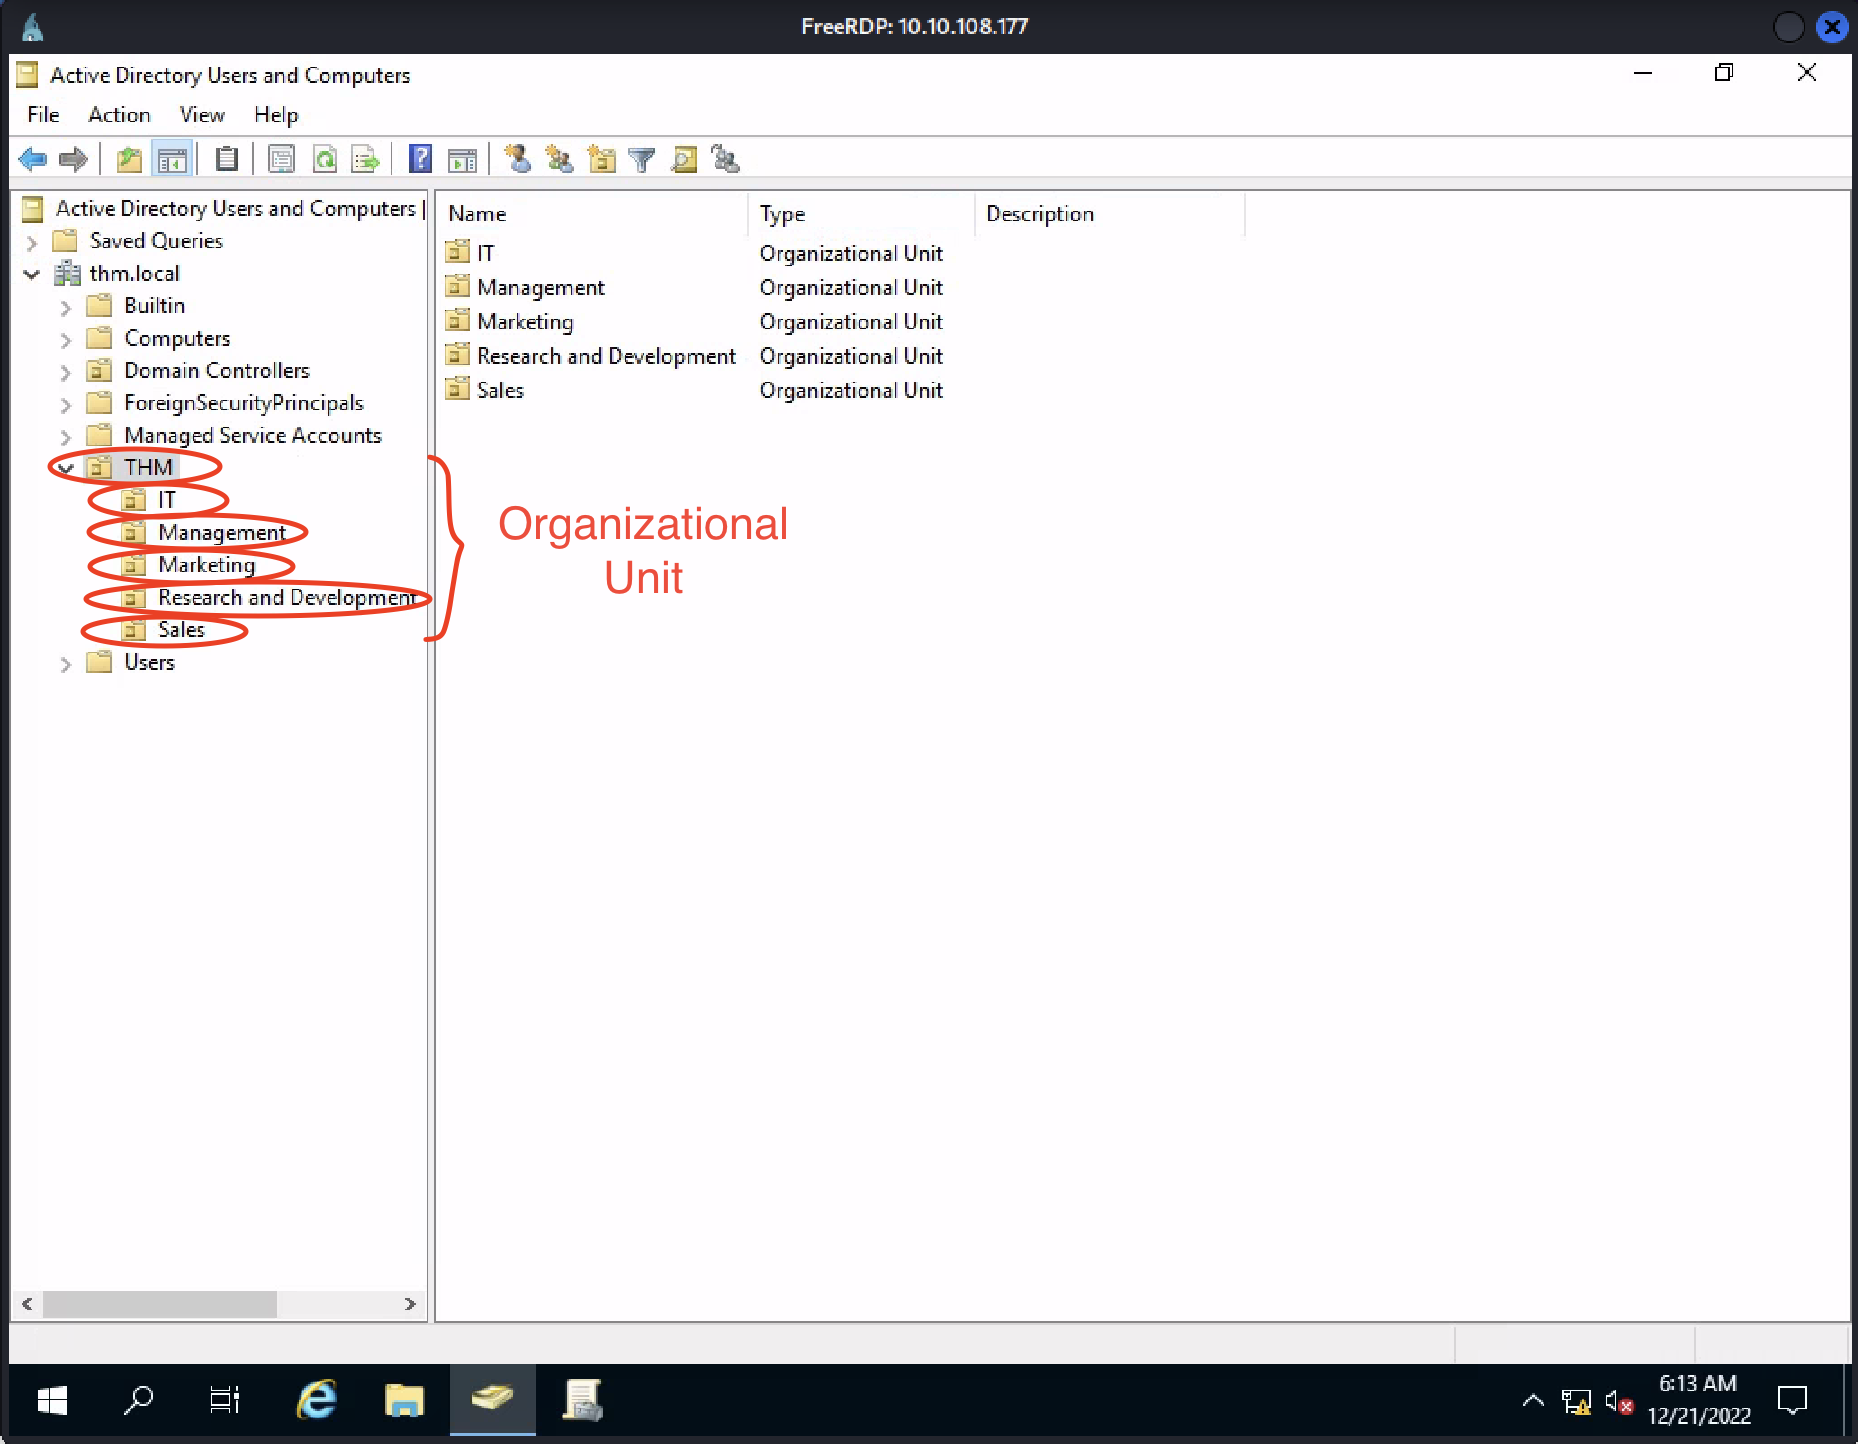 FreeRDP: 10.10.108.177
Active Directory Users and Computers
File Action View Help
Active Directory Users and Computers
Saved Queries
thm.local
Builtin
Computers
Domain Controllers
ForeignSecurityPrincipals
Managed Service Accounts
THM
IT
Management
Marketing
Research and Development
Sales
Users
Name Type Description
IT Organizational Unit
Management Organizational Unit
Marketing Organizational Unit
Research and Development Organizational Unit
Sales Organizational Unit
Organizational
Unit
6:13 AM
12/21/2022